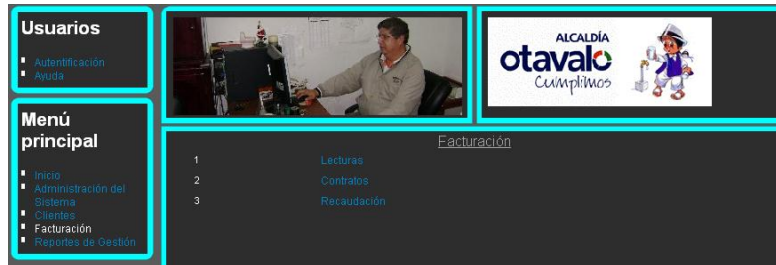 Usuarios
Autentificación
Ayuda
Menú
principal
Inicio
Administración del
Sistema
Clientes
Facturación
Reportes de Gestión
ALCALDÍA
otavalo
Cumplimos
Facturación
1 Lecturas
2 Contratos
3 Recaudación